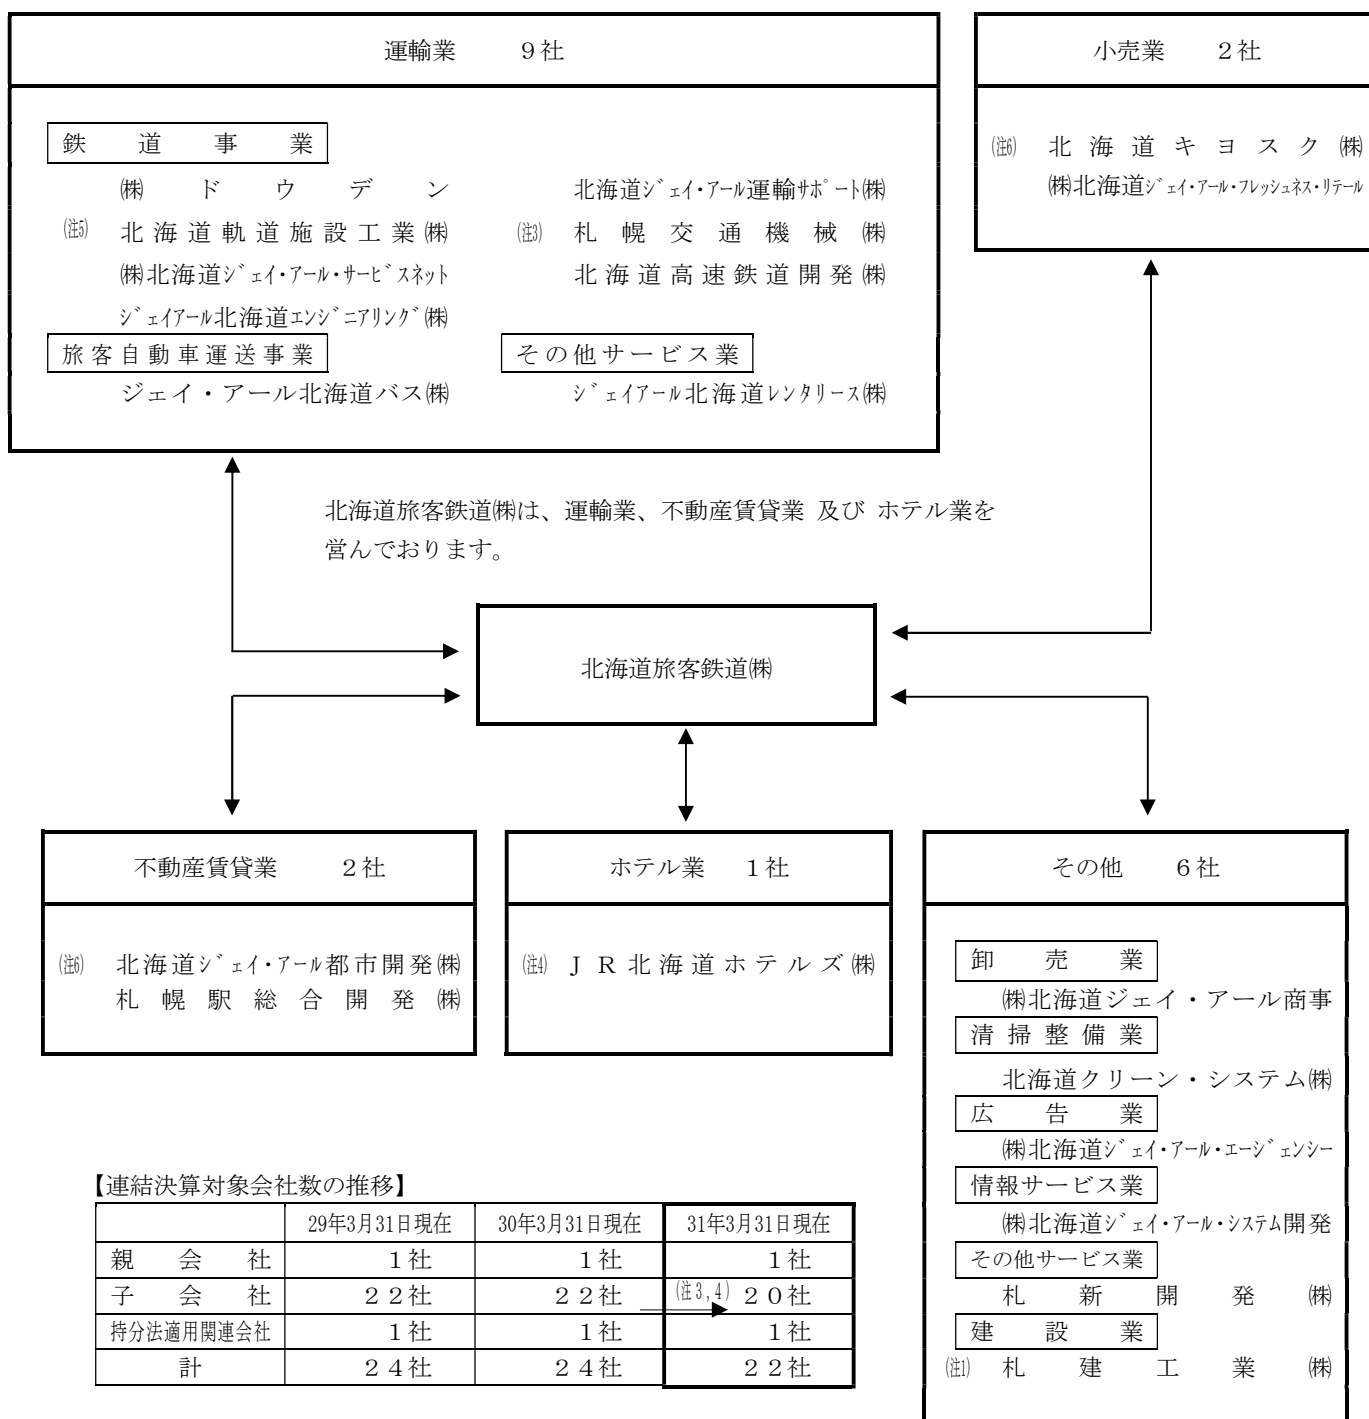 運輸業 ９社
鉄道事業
㈱ドウデン
(注5) 北海道軌道施設工業㈱
㈱北海道ジェイ・アール・サービスネット
ジェイアール北海道エンジニアリング㈱
北海道ジェイ・アール運輸サポート㈱
(注3) 札幌交通機械㈱
北海道高速鉄道開発㈱
旅客自動車運送事業
ジェイ・アール北海道バス㈱
その他サービス業
ジェイアール北海道レンタリース㈱
小売業 ２社
(注6) 北海道キヨスク㈱
㈱北海道ジェイ・アール・フレッシュネス・リテール
北海道旅客鉄道㈱は、運輸業、不動産賃貸業 及び ホテル業を
営んでおります。
北海道旅客鉄道㈱
不動産賃貸業 ２社
(注6) 北海道ジェイ・アール都市開発㈱
札幌駅総合開発㈱
ホテル業 １社
(注4) ＪＲ北海道ホテルズ㈱
その他 ６社
卸売業
㈱北海道ジェイ・アール商事
清掃整備業
北海道クリーン・システム㈱
広告業
㈱北海道ジェイ・アール・エージェンシー
情報サービス業
㈱北海道ジェイ・アール・システム開発
その他サービス業
札新開発㈱
建設業
(注1) 札建工業㈱
【連結決算対象会社数の推移】
29年3月31日現在 30年3月31日現在 31年3月31日現在
親会社 １社 １社 １社
子会社 ２２社 ２２社 (注3,4) ２０社
持分法適用関連会社 １社 １社 １社
計 ２４社 ２４社 ２２社